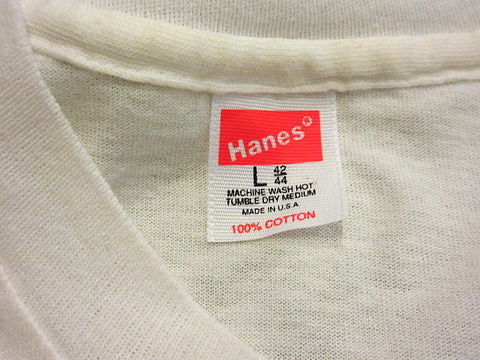 Hanes®
L 42/44
MACHINE WASH HOT
TUMBLE DRY MEDIUM
MADE IN U.S.A
100% COTTON